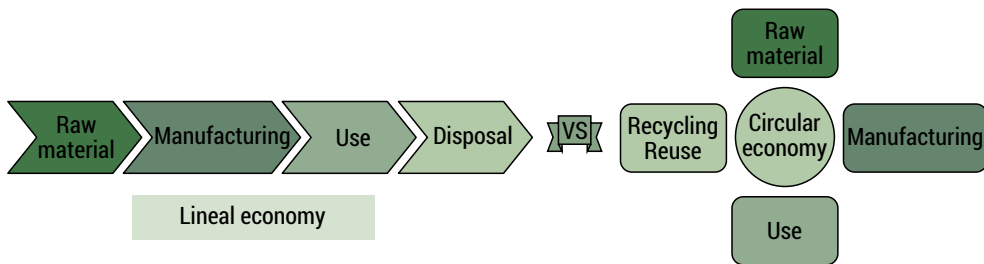 Raw
material
Manufacturing
Use
Disposal
Lineal economy
VS
Raw
material
Recycling
Reuse
Circular
economy
Manufacturing
Use